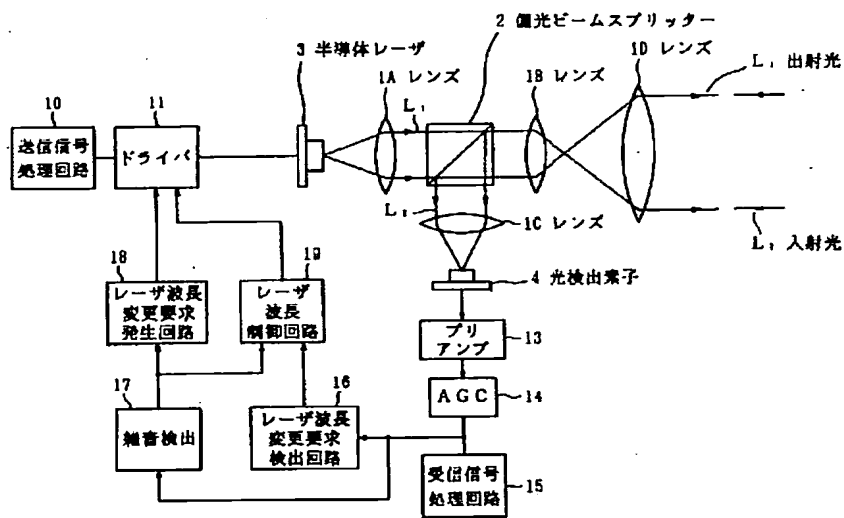 2 偏光ビームスプリッター
3 半導体レーザ
1A レンズ
1B レンズ
1D レンズ
L₁ 出射光
L₁
10
送信信号
処理回路
11
ドライバ
L₂
1C レンズ
L₂ 入射光
4 光検出素子
18
レーザ波長
変更要求
発生回路
19
レーザ
波長
制御回路
プリ
アンプ
13
AGC
14
17
雑音検出
16
レーザ波長
変更要求
検出回路
受信信号
処理回路
15